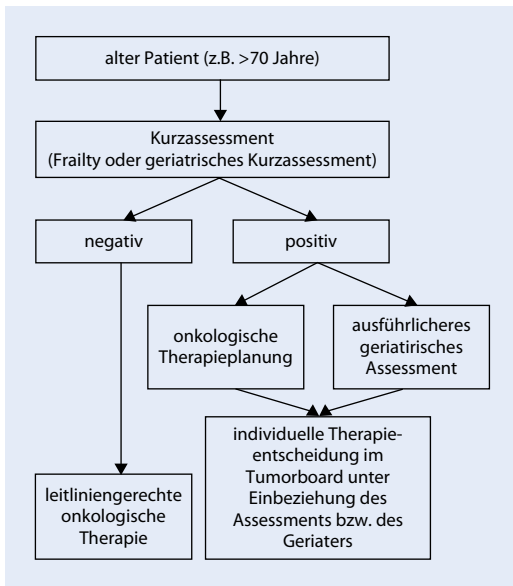 alter Patient (z.B. >70 Jahre)
Kurzassessment
(Frailty oder geriatrisches Kurzassessment)
negativ
positiv
onkologische
Therapieplanung
ausführlicheres
geriatirisches
Assessment
leitliniengerechte
onkologische
Therapie
individuelle Therapie-
entscheidung im
Tumorboard unter
Einbeziehung des
Assessments bzw. des
Geriaters